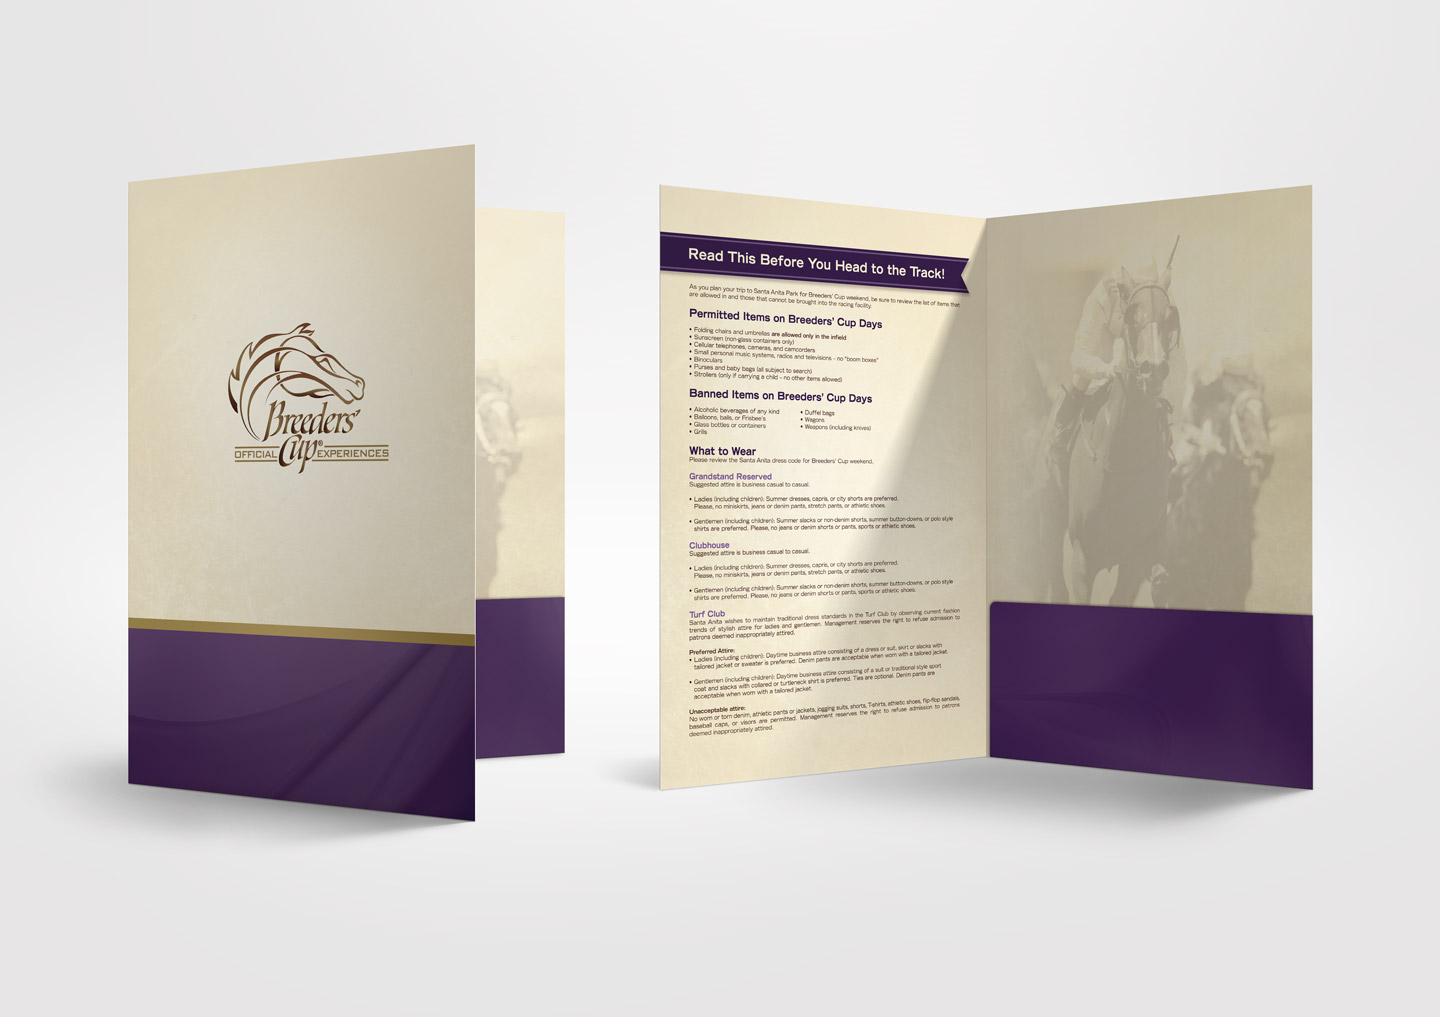 Breeders'
Cup®
OFFICIAL EXPERIENCES
Read This Before You Head to the Track!
As you plan your trip to Santa Anita Park for Breeders' Cup weekend, be sure to review the list of items that
are allowed in and those that cannot be brought into the racing facility.
Permitted Items on Breeders' Cup Days
• Folding chairs and umbrellas are allowed only in the infield
• Sunscreen (non-glass containers only)
• Cellular telephones, cameras, and camcorders
• Small personal music systems, radios and televisions - no "boom boxes"
• Binoculars
• Purses and baby bags (all subject to search)
• Strollers (only if carrying a child - no other items allowed)
Banned Items on Breeders' Cup Days
• Alcoholic beverages of any kind
• Balloons, balls, or Frisbee's
• Glass bottles or containers
• Grills
• Duffel bags
• Wagons
• Weapons (including knives)
What to Wear
Please review the Santa Anita dress code for Breeders' Cup weekend.
Grandstand Reserved
Suggested attire is business casual to casual.
• Ladies (including children): Summer dresses, capris, or city shorts are preferred.
Please, no miniskirts, jeans or denim pants, stretch pants, or athletic shoes.
• Gentlemen (including children): Summer slacks or non-denim shorts, summer button-downs, or polo style
shirts are preferred. Please, no jeans or denim shorts or pants, sports or athletic shoes.
Clubhouse
Suggested attire is business casual to casual.
• Ladies (including children): Summer dresses, capris, or city shorts are preferred.
Please, no miniskirts, jeans or denim pants, stretch pants, or athletic shoes.
• Gentlemen (including children): Summer slacks or non-denim shorts, summer button-downs, or polo style
shirts are preferred. Please, no jeans or denim shorts or pants, sports or athletic shoes.
Turf Club
Santa Anita wishes to maintain traditional dress standards in the Turf Club by observing current fashion
trends of stylish attire for ladies and gentlemen. Management reserves the right to refuse admission to
patrons deemed inappropriately attired.
Preferred Attire:
• Ladies (including children): Daytime business attire consisting of a dress or suit, skirt or slacks with
tailored jacket or sweater is preferred. Denim pants are acceptable when worn with a tailored jacket.
• Gentlemen (including children): Daytime business attire consisting of a suit or traditional style sport
coat and slacks with collared or turtleneck shirt is preferred. Ties are optional. Denim pants are
acceptable when worn with a tailored jacket.
Unacceptable attire:
No worn or torn denim, athletic pants or jackets, jogging suits, shorts, T-shirts, athletic shoes, flip-flop sandals,
baseball caps, or visors are permitted. Management reserves the right to refuse admission to patrons
deemed inappropriately attired.